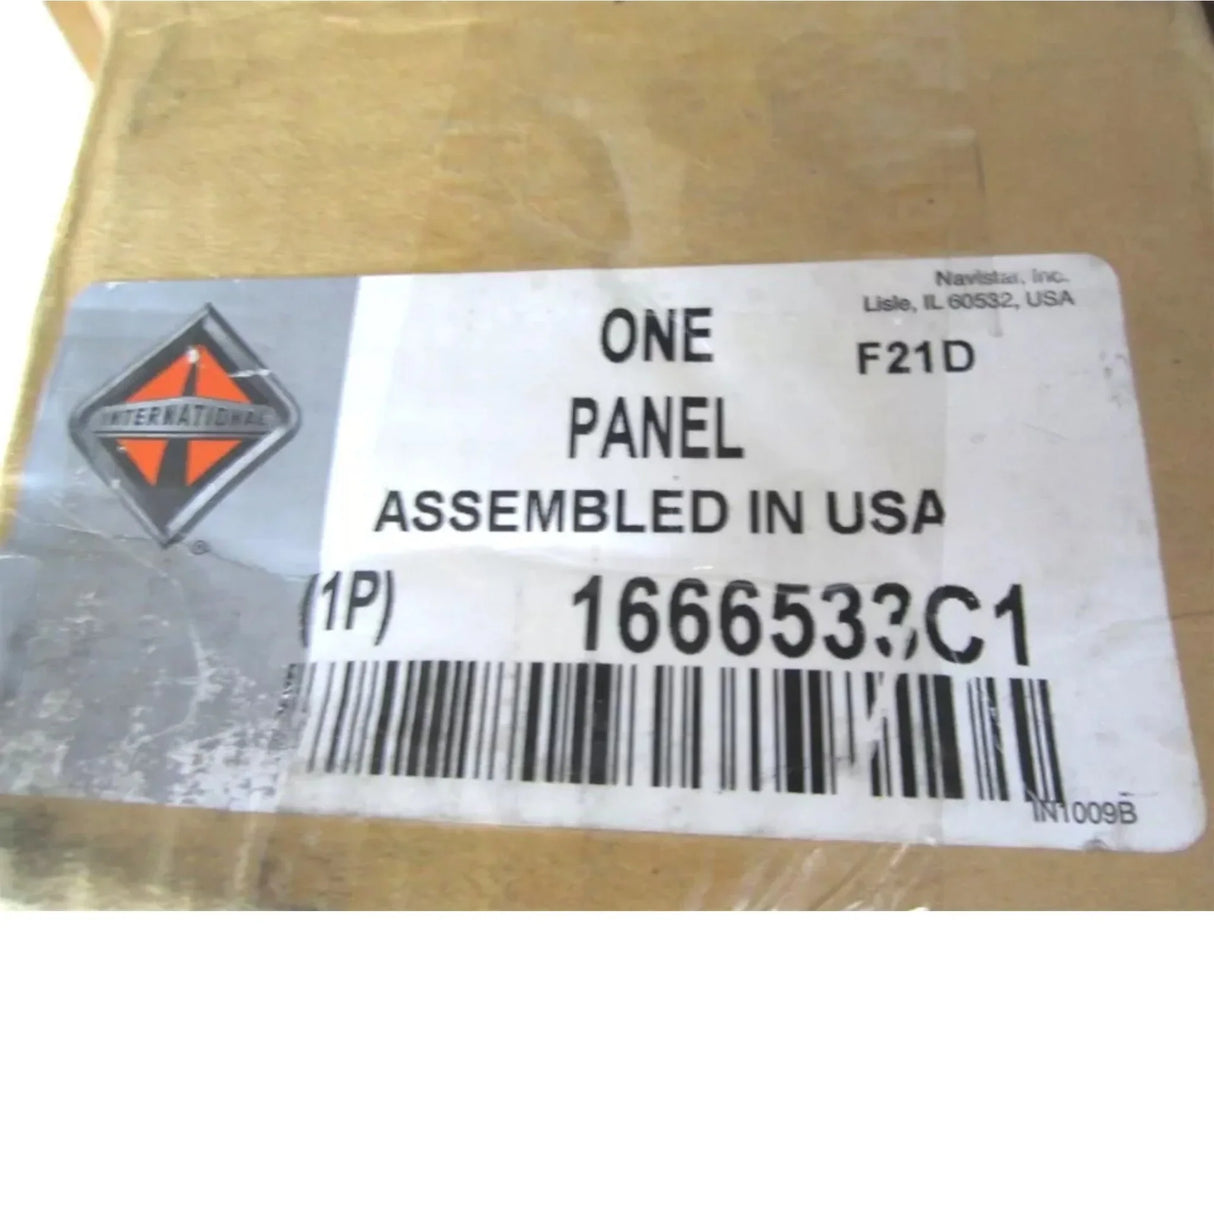 Navistar, Inc.
Lisle, IL 60532, USA
INTERNATIONAL
®
ONE
F21D
PANEL
ASSEMBLED IN USA
(1P) 1666533C1
IN1009B